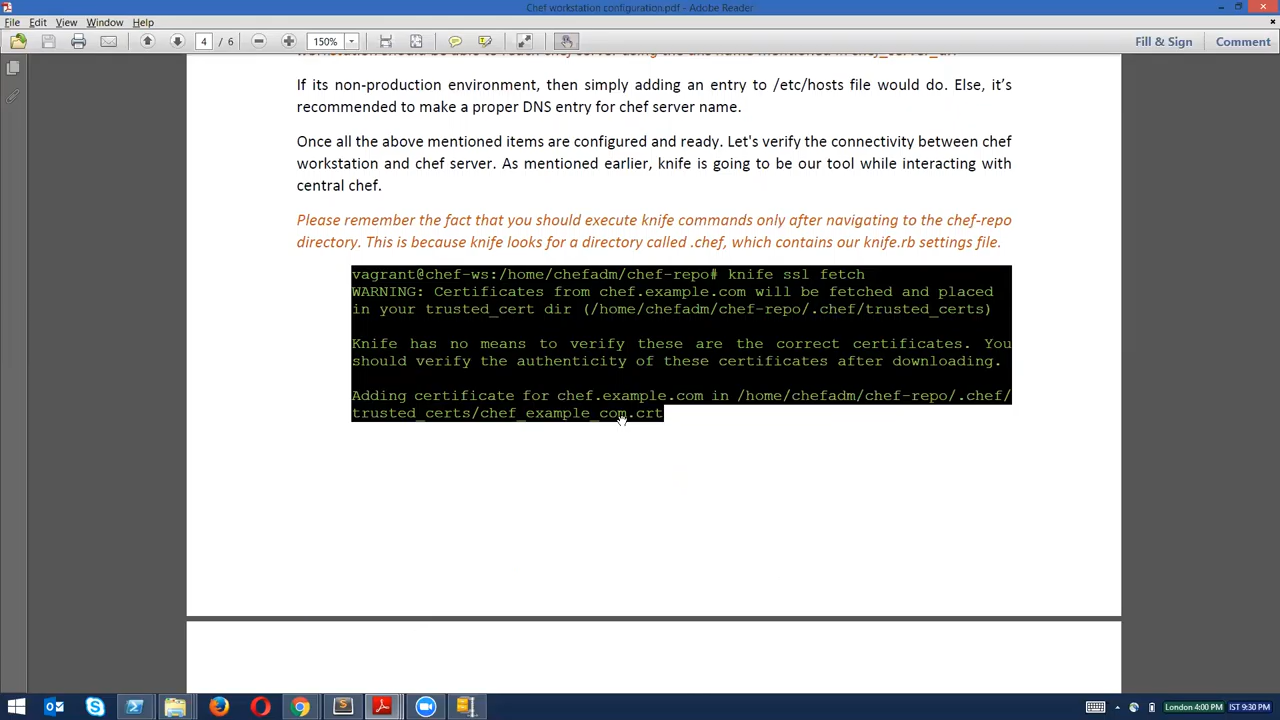 Chef workstation configuration.pdf - Adobe Reader
File Edit View Window Help
4 / 6 150% Fill & Sign Comment
If its non-production environment, then simply adding an entry to /etc/hosts file would do. Else, it’s
recommended to make a proper DNS entry for chef server name.
Once all the above mentioned items are configured and ready. Let's verify the connectivity between chef
workstation and chef server. As mentioned earlier, knife is going to be our tool while interacting with
central chef.
Please remember the fact that you should execute knife commands only after navigating to the chef-repo
directory. This is because knife looks for a directory called .chef, which contains our knife.rb settings file.
vagrant@chef-ws:/home/chefadm/chef-repo# knife ssl fetch
WARNING: Certificates from chef.example.com will be fetched and placed
in your trusted_cert dir (/home/chefadm/chef-repo/.chef/trusted_certs)
Knife has no means to verify these are the correct certificates. You
should verify the authenticity of these certificates after downloading.
Adding certificate for chef.example.com in /home/chefadm/chef-repo/.chef/
trusted_certs/chef_example_com.crt
London 4:00 PM IST 9:30 PM